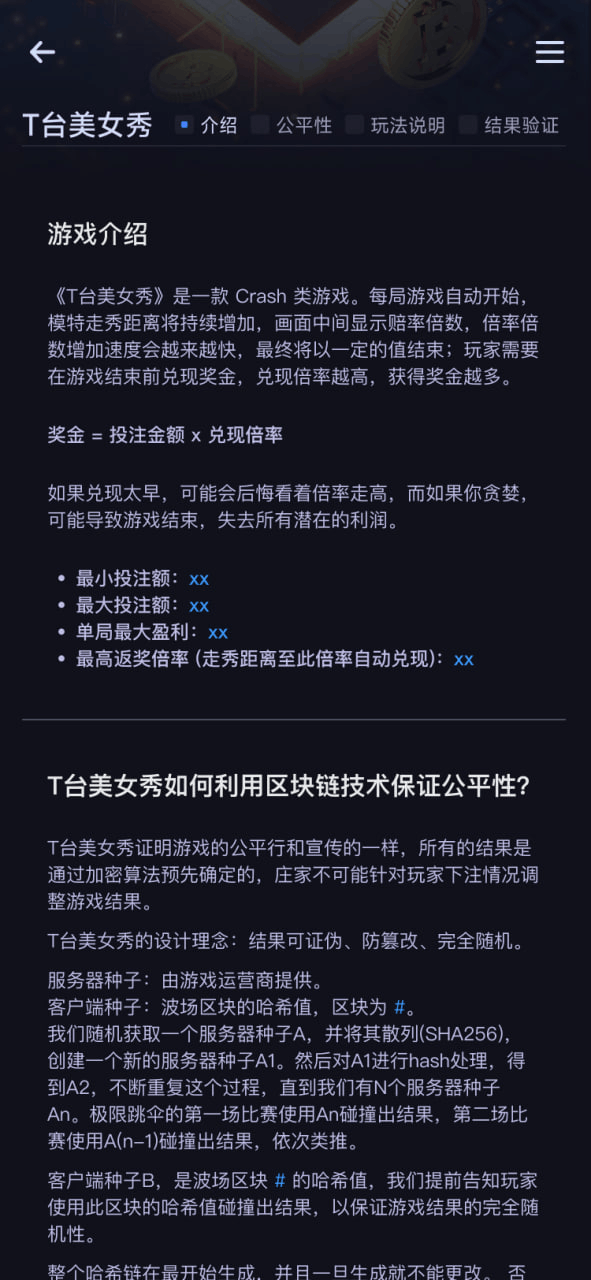 T台美女秀 介绍 公平性 玩法说明 结果验证
游戏介绍
《T台美女秀》是一款 Crash 类游戏。每局游戏自动开始，
模特走秀距离将持续增加，画面中间显示赔率倍数，倍率倍
数增加速度会越来越快，最终将以一定的值结束；玩家需要
在游戏结束前兑现奖金，兑现倍率越高，获得奖金越多。
奖金 = 投注金额 x 兑现倍率
如果兑现太早，可能会后悔看着倍率走高，而如果你贪婪，
可能导致游戏结束，失去所有潜在的利润。
• 最小投注额：xx
• 最大投注额：xx
• 单局最大盈利：xx
• 最高返奖倍率 (走秀距离至此倍率自动兑现)：xx
T台美女秀如何利用区块链技术保证公平性?
T台美女秀证明游戏的公平行和宣传的一样，所有的结果是
通过加密算法预先确定的，庄家不可能针对玩家下注情况调
整游戏结果。
T台美女秀的设计理念：结果可证伪、防篡改、完全随机。
服务器种子：由游戏运营商提供。
客户端种子：波场区块的哈希值，区块为 #。
我们随机获取一个服务器种子A，并将其散列(SHA256)，
创建一个新的服务器种子A1。然后对A1进行hash处理，得
到A2，不断重复这个过程，直到我们有N个服务器种子
An。极限跳伞的第一场比赛使用An碰撞出结果，第二场比
赛使用A(n-1)碰撞出结果，依次类推。
客户端种子B，是波场区块 # 的哈希值，我们提前告知玩家
使用此区块的哈希值碰撞出结果，以保证游戏结果的完全随
机性。
整个哈希链在最开始生成，并且一旦生成就不能更改。 否